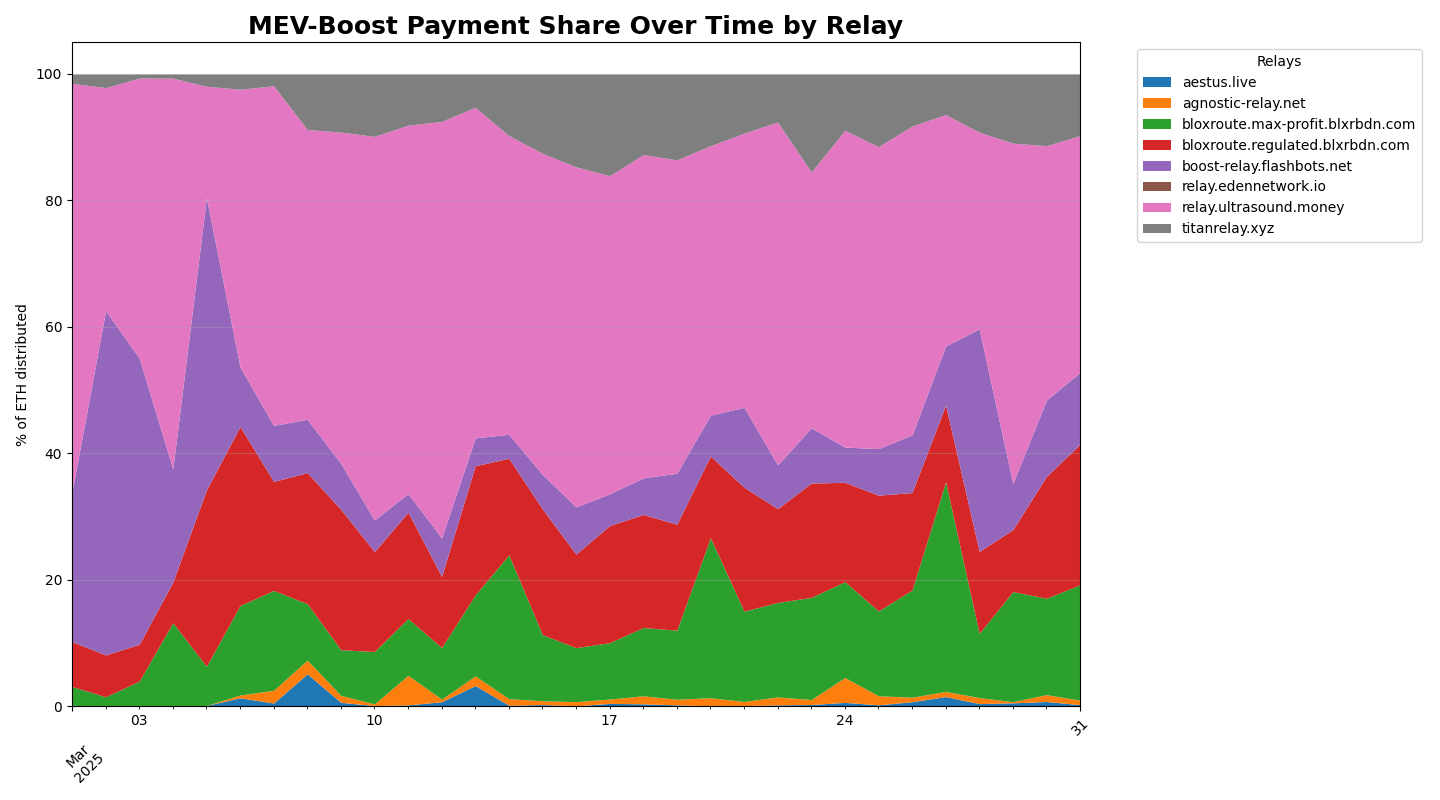 MEV-Boost Payment Share Over Time by Relay
% of ETH distributed
100
80
60
40
20
0
Mar
2025
03
10
17
24
31
Relays
aestus.live
agnostic-relay.net
bloxroute.max-profit.blxrbdn.com
bloxroute.regulated.blxrbdn.com
boost-relay.flashbots.net
relay.edennetwork.io
relay.ultrasound.money
titanrelay.xyz